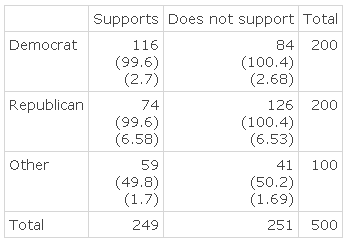 Supports Does not support Total
Democrat 116 84 200
(99.6) (100.4)
(2.7) (2.68)
Republican 74 126 200
(99.6) (100.4)
(6.58) (6.53)
Other 59 41 100
(49.8) (50.2)
(1.7) (1.69)
Total 249 251 500